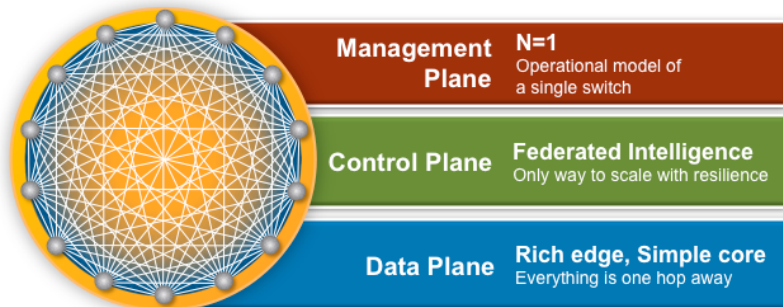 Management Plane
N=1
Operational model of
a single switch
Control Plane
Federated Intelligence
Only way to scale with resilience
Data Plane
Rich edge, Simple core
Everything is one hop away